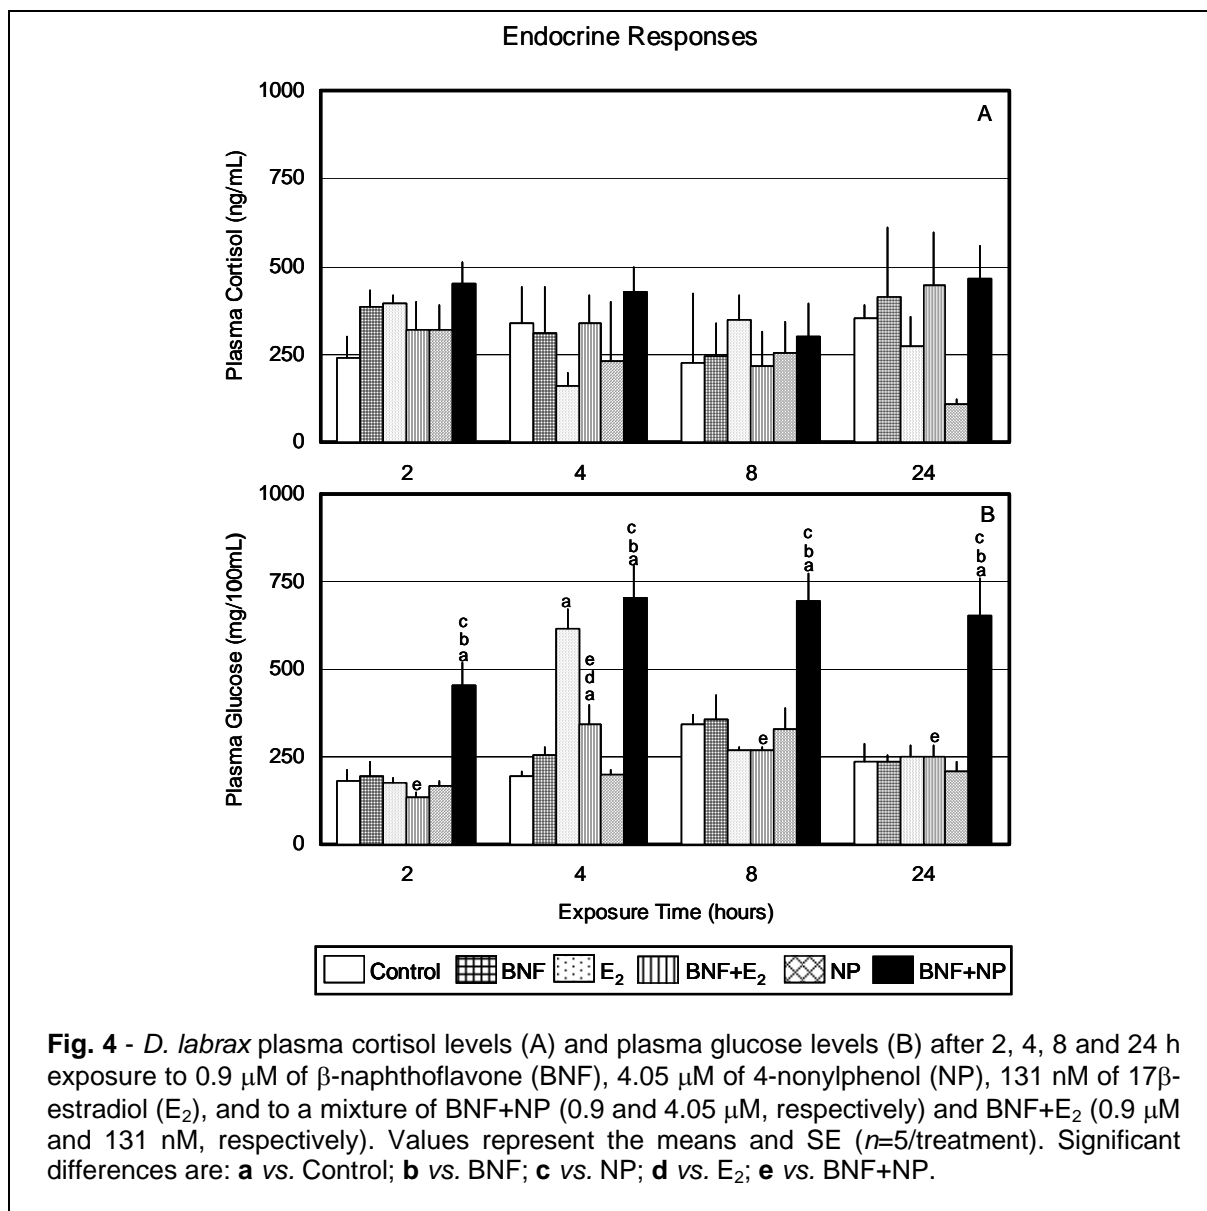 Endocrine Responses
1000
750
500
250
0
Plasma Cortisol (ng/mL)
A
2 4 8 24
1000
750
500
250
0
Plasma Glucose (mg/100mL)
B
c
b
a
e
a
e
d
a
c
b
a
e
c
b
a
e
c
b
a
2 4 8 24
Exposure Time (hours)
Control BNF E₂ BNF+E₂ NP BNF+NP
Fig. 4 - D. labrax plasma cortisol levels (A) and plasma glucose levels (B) after 2, 4, 8 and 24 h
exposure to 0.9 μM of β-naphthoflavone (BNF), 4.05 μM of 4-nonylphenol (NP), 131 nM of 17β-
estradiol (E₂), and to a mixture of BNF+NP (0.9 and 4.05 μM, respectively) and BNF+E₂ (0.9 μM
and 131 nM, respectively). Values represent the means and SE (n=5/treatment). Significant
differences are: a vs. Control; b vs. BNF; c vs. NP; d vs. E₂; e vs. BNF+NP.